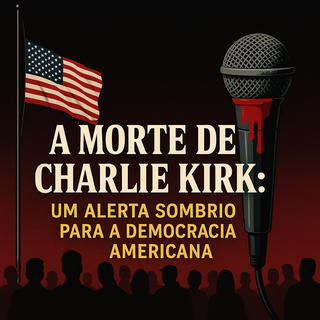 A MORTE DE
CHARLIE KIRK:
UM ALERTA SOMBRIO
PARA A DEMOCRACIA
AMERICANA